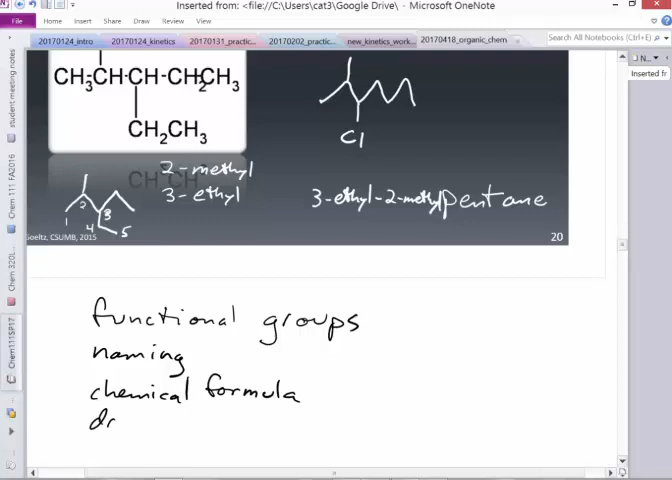 Inserted from: <file://C:\Users\cat3\Google Drive\ - Microsoft OneNote
File Home Insert Draw History Review View
20170124_intro 20170124_kinetics 20170131_practic... 20170202_practic... new_kinetics_work... 20170418_organic_chem
Search All Notebooks (Ctrl+E)
N...
Inserted fr
student meeting notes
Chem 111 FA2016
Chem 320L
Chem111SP17
CH3CH-CH-CH2CH3
CH2CH3
Cl
2-methyl
3-ethyl
1 2 3 4 5
3-ethyl-2-methylpentane
Goeltz, CSUMB, 2015
20
functional groups
naming
chemical formula
dr